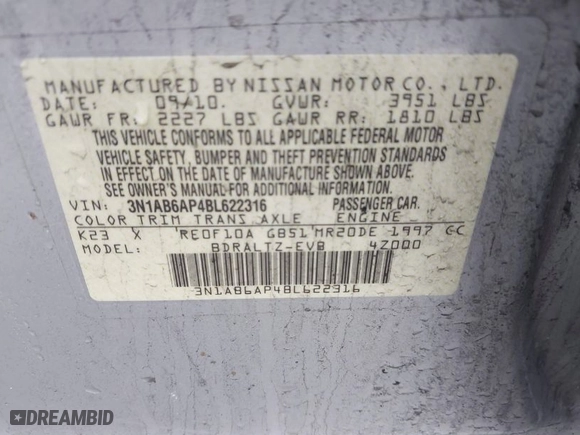 MANUFACTURED BY NISSAN MOTOR CO., LTD.
DATE: 09/10. GVWR: 3951 LBS
GAWR FR: 2227 LBS GAWR RR: 1810 LBS
THIS VEHICLE CONFORMS TO ALL APPLICABLE FEDERAL MOTOR
VEHICLE SAFETY, BUMPER AND THEFT PREVENTION STANDARDS
IN EFFECT ON THE DATE OF MANUFACTURE SHOWN ABOVE.
SEE OWNER'S MANUAL FOR ADDITIONAL INFORMATION
VIN: 3N1AB6AP4BL622316 PASSENGER CAR.
COLOR TRIM TRANS AXLE ENGINE
K23 X RE0F10A GB51 MR20DE 1997 CC
MODEL: BDRALTZ-EVB 4Z000
3N1AB6AP4BL622316
DREAMBID